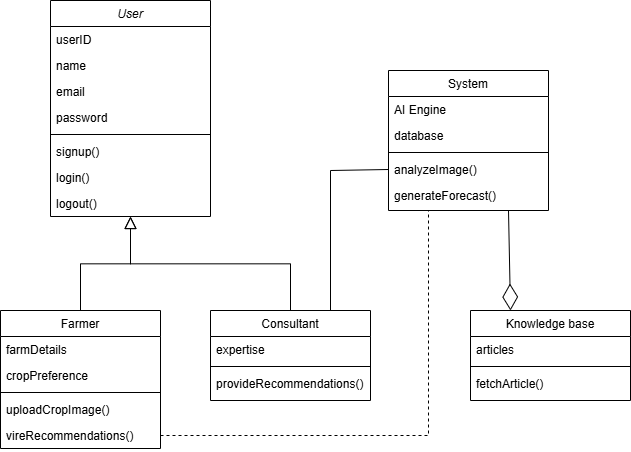 User
userID
name
email
password
signup()
login()
logout()
System
AI Engine
database
analyzeImage()
generateForecast()
Farmer
farmDetails
cropPreference
uploadCropImage()
vireRecommendations()
Consultant
expertise
provideRecommendations()
Knowledge base
articles
fetchArticle()